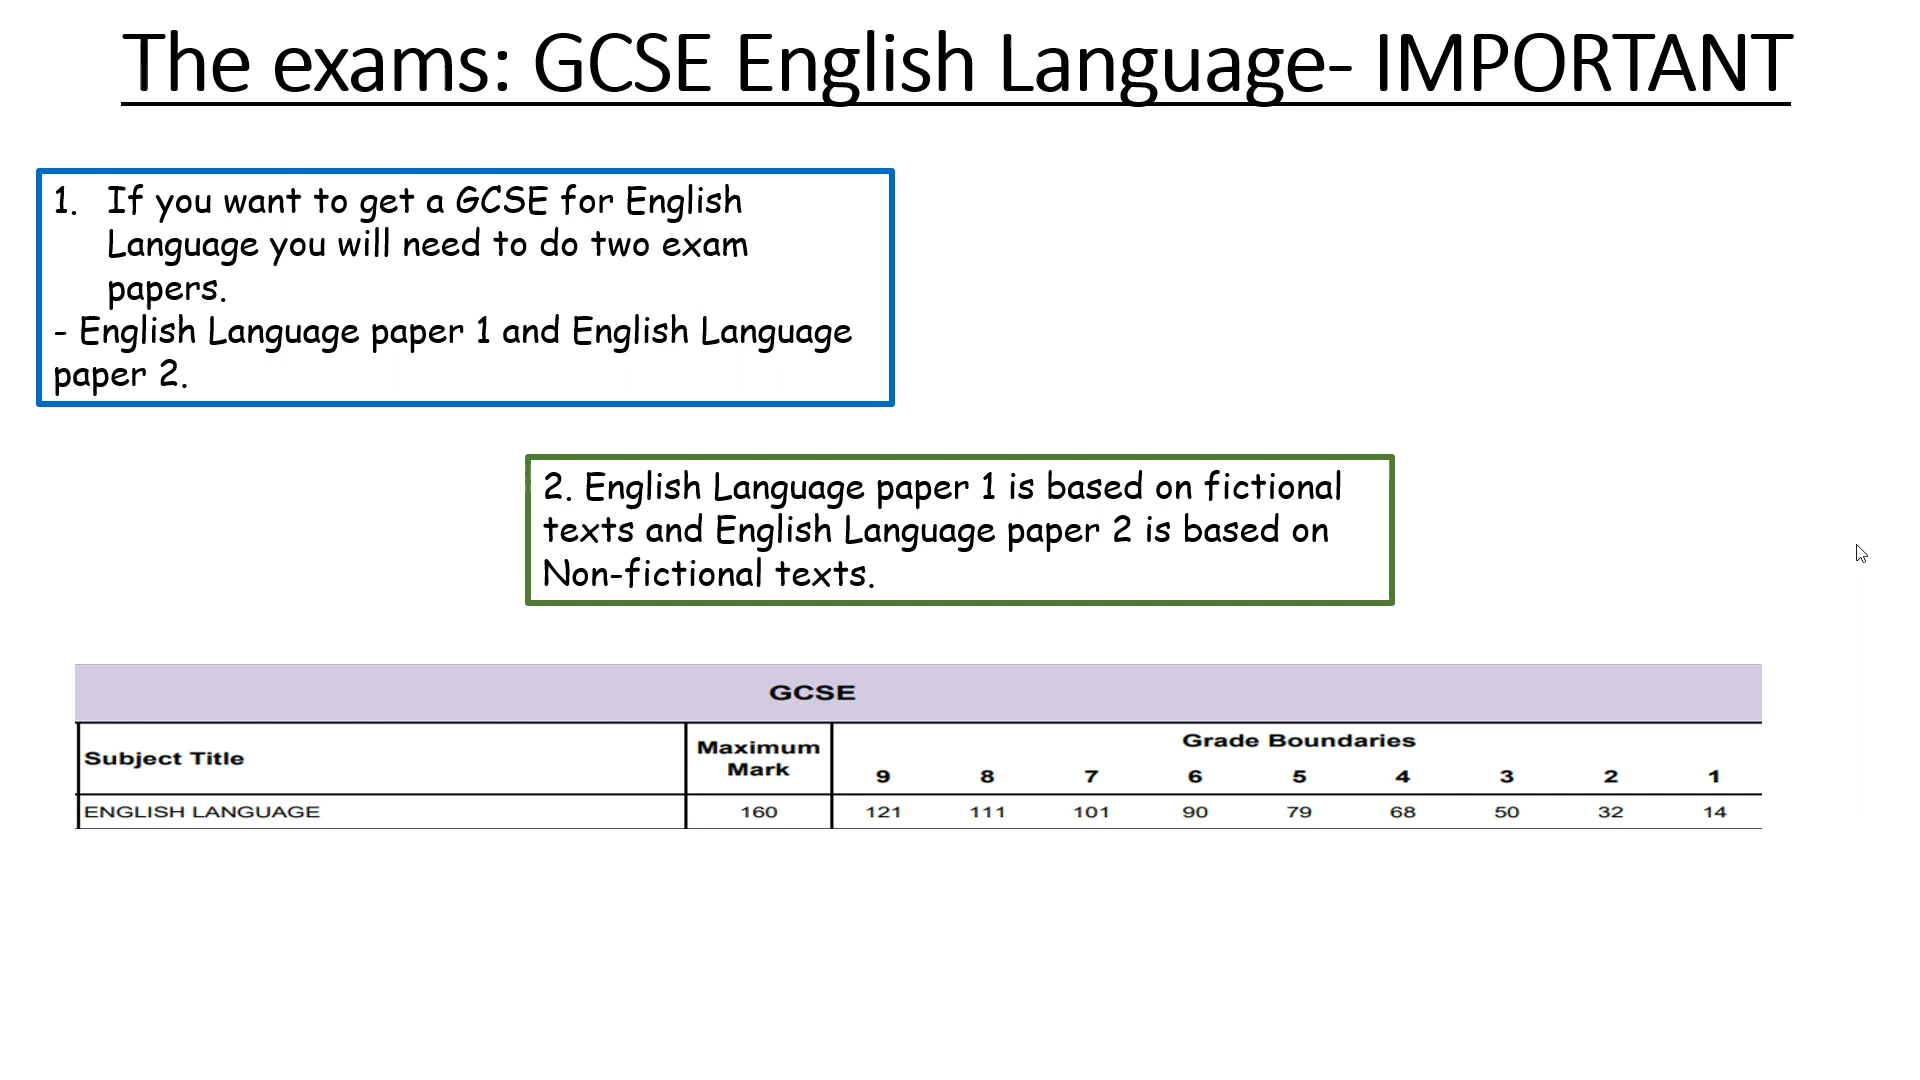 The exams: GCSE English Language- IMPORTANT
1. If you want to get a GCSE for English
Language you will need to do two exam
papers.
- English Language paper 1 and English Language
paper 2.
2. English Language paper 1 is based on fictional
texts and English Language paper 2 is based on
Non-fictional texts.
GCSE
Subject Title
Maximum
Mark
Grade Boundaries
9 8 7 6 5 4 3 2 1
ENGLISH LANGUAGE 160 121 111 101 90 79 68 50 32 14